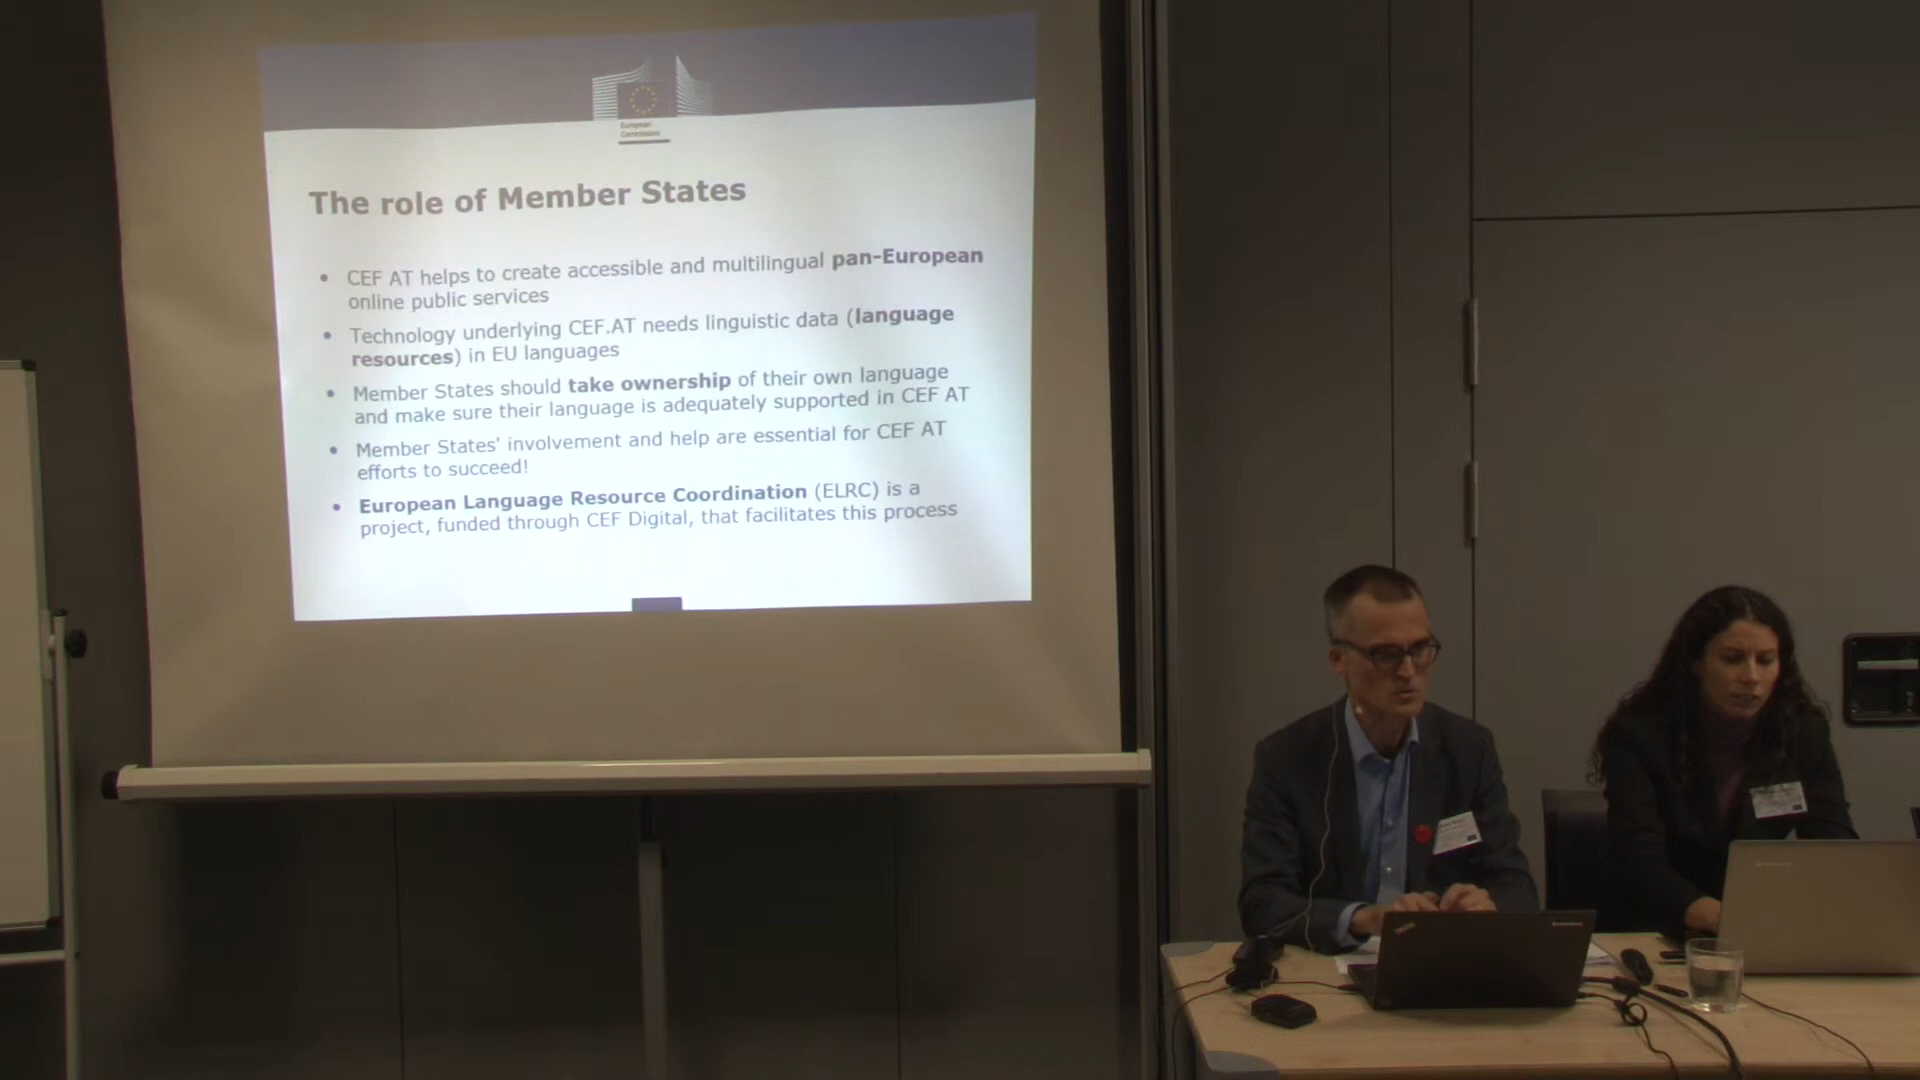 European
Commission
The role of Member States
• CEF AT helps to create accessible and multilingual pan-European
online public services
• Technology underlying CEF.AT needs linguistic data (language
resources) in EU languages
• Member States should take ownership of their own language
and make sure their language is adequately supported in CEF AT
• Member States' involvement and help are essential for CEF AT
efforts to succeed!
• European Language Resource Coordination (ELRC) is a
project, funded through CEF Digital, that facilitates this process